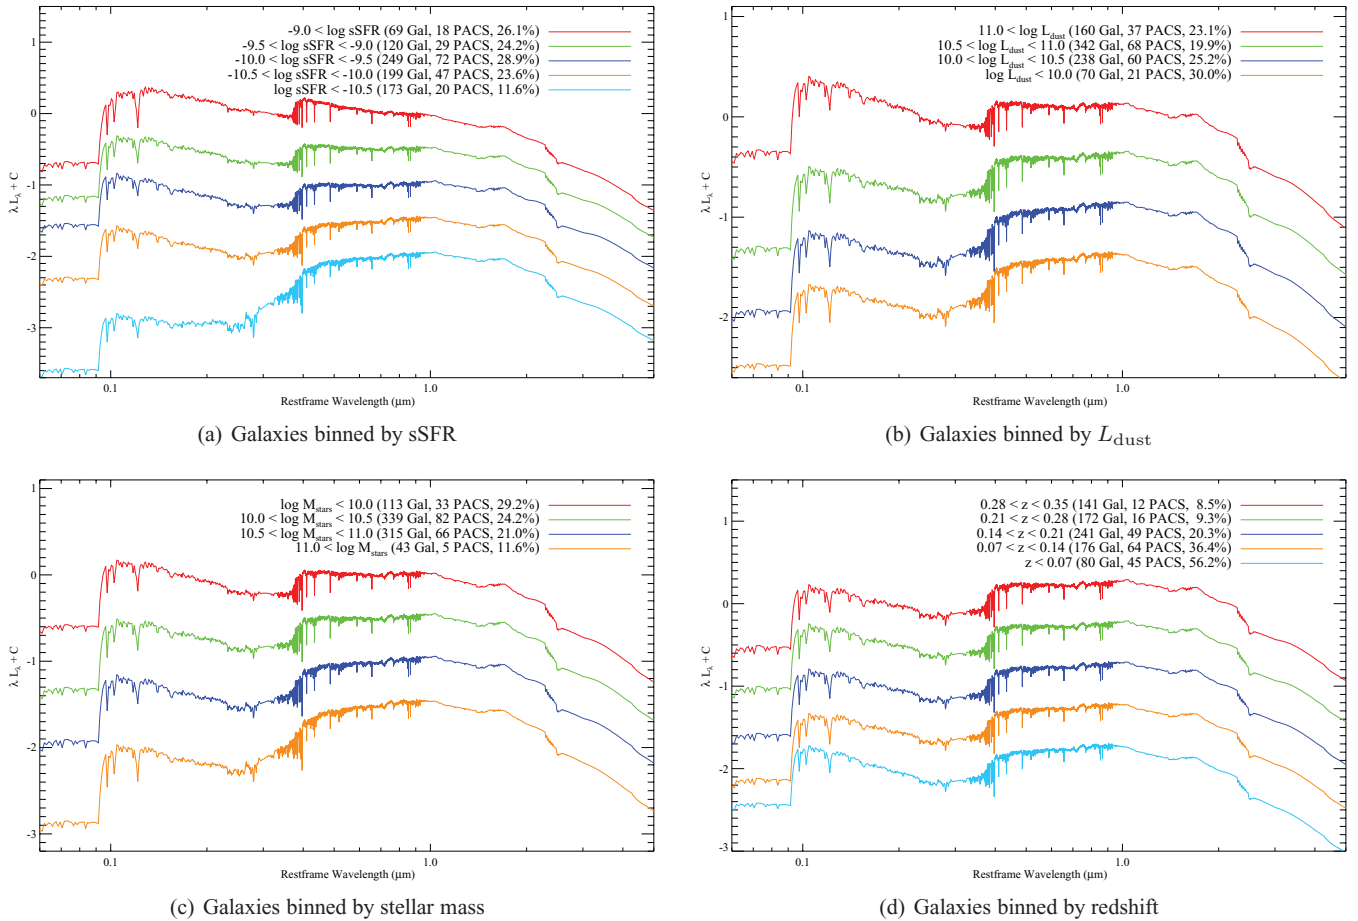 -9.0 < log sSFR (69 Gal, 18 PACS, 26.1%)
-9.5 < log sSFR < -9.0 (120 Gal, 29 PACS, 24.2%)
-10.0 < log sSFR < -9.5 (249 Gal, 72 PACS, 28.9%)
-10.5 < log sSFR < -10.0 (199 Gal, 47 PACS, 23.6%)
log sSFR < -10.5 (173 Gal, 20 PACS, 11.6%)
1
0
-1
-2
-3
λ Lλ + C
0.1
1.0
Restframe Wavelength (μm)
(a) Galaxies binned by sSFR
11.0 < log Ldust (160 Gal, 37 PACS, 23.1%)
10.5 < log Ldust < 11.0 (342 Gal, 68 PACS, 19.9%)
10.0 < log Ldust < 10.5 (238 Gal, 60 PACS, 25.2%)
log Ldust < 10.0 (70 Gal, 21 PACS, 30.0%)
1
0
-1
-2
λ Lλ + C
0.1
1.0
Restframe Wavelength (μm)
(b) Galaxies binned by Ldust
log Mstars < 10.0 (113 Gal, 33 PACS, 29.2%)
10.0 < log Mstars < 10.5 (339 Gal, 82 PACS, 24.2%)
10.5 < log Mstars < 11.0 (315 Gal, 66 PACS, 21.0%)
11.0 < log Mstars (43 Gal, 5 PACS, 11.6%)
1
0
-1
-2
-3
λ Lλ + C
0.1
1.0
Restframe Wavelength (μm)
(c) Galaxies binned by stellar mass
0.28 < z < 0.35 (141 Gal, 12 PACS, 8.5%)
0.21 < z < 0.28 (172 Gal, 16 PACS, 9.3%)
0.14 < z < 0.21 (241 Gal, 49 PACS, 20.3%)
0.07 < z < 0.14 (176 Gal, 64 PACS, 36.4%)
z < 0.07 (80 Gal, 45 PACS, 56.2%)
1
0
-1
-2
-3
λ Lλ + C
0.1
1.0
Restframe Wavelength (μm)
(d) Galaxies binned by redshift